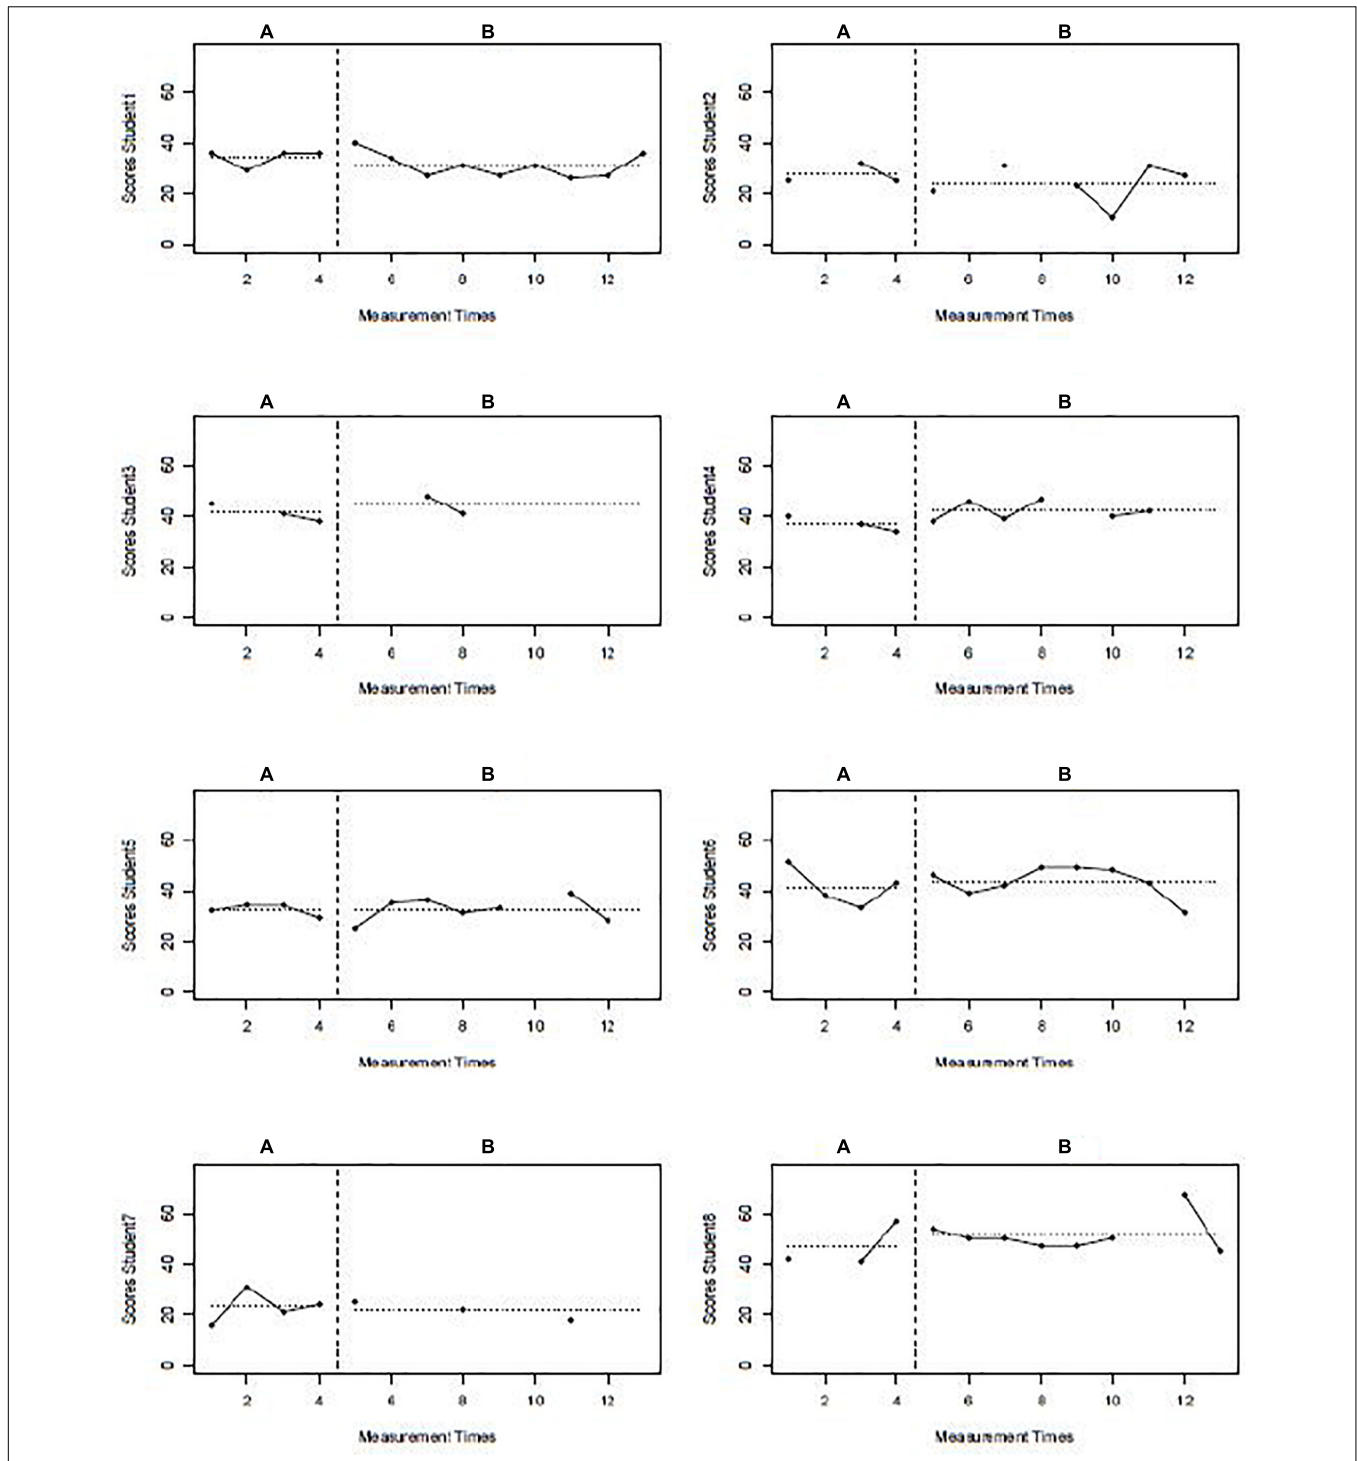 A B A B
Scores Student1
60
40
20
0
2 4 6 8 10 12
Measurement Times
Scores Student2
60
40
20
0
2 4 6 8 10 12
Measurement Times
A B A B
Scores Student3
60
40
20
0
2 4 6 8 10 12
Measurement Times
Scores Student4
60
40
20
0
2 4 6 8 10 12
Measurement Times
A B A B
Scores Student5
60
40
20
0
2 4 6 8 10 12
Measurement Times
Scores Student6
60
40
20
0
2 4 6 8 10 12
Measurement Times
A B A B
Scores Student7
60
40
20
0
2 4 6 8 10 12
Measurement Times
Scores Student8
60
40
20
0
2 4 6 8 10 12
Measurement Times